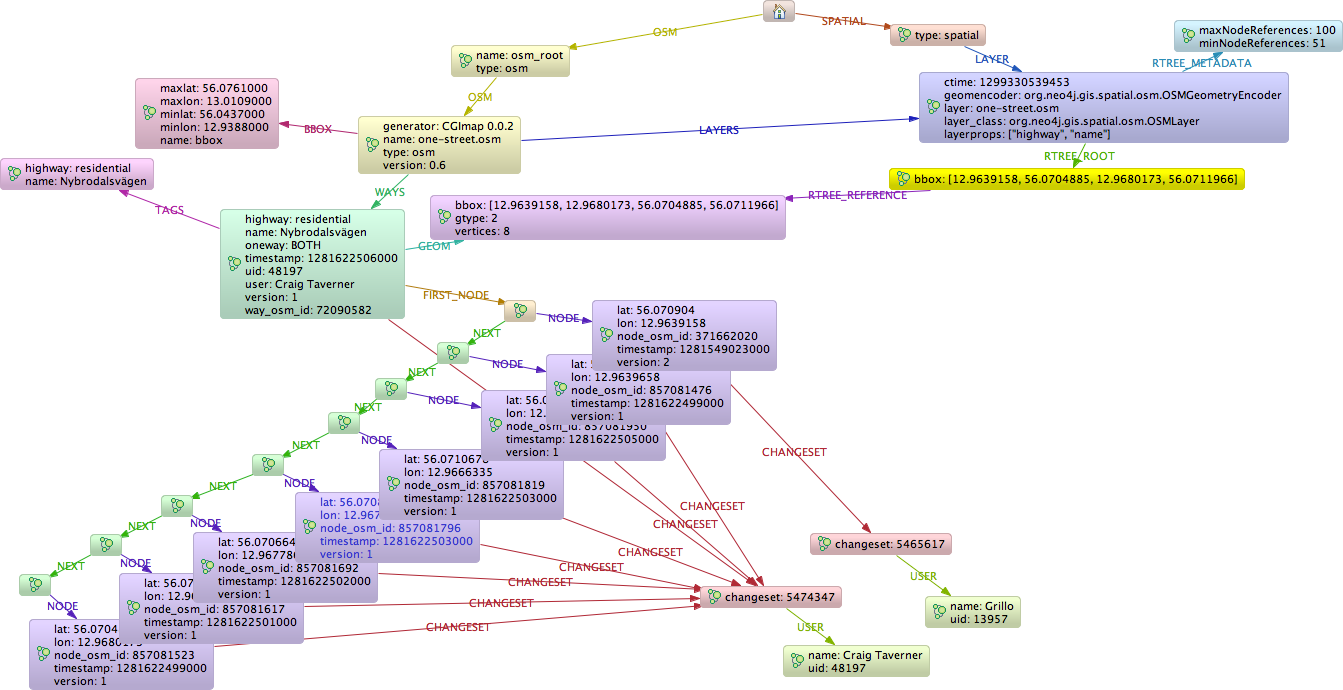 SPATIAL
OSM
type: spatial
maxNodeReferences: 100
minNodeReferences: 51
name: osm_root
type: osm
LAYER
RTREE_METADATA
maxlat: 56.0761000
maxlon: 13.0109000
minlat: 56.0437000
minlon: 12.9388000
name: bbox
OSM
ctime: 1299330539453
geomencoder: org.neo4j.gis.spatial.osm.OSMGeometryEncoder
layer: one-street.osm
layer_class: org.neo4j.gis.spatial.osm.OSMLayer
layerprops: ["highway", "name"]
BBOX
generator: CGImap 0.0.2
name: one-street.osm
type: osm
version: 0.6
LAYERS
RTREE_ROOT
highway: residential
name: Nybrodalsvägen
bbox: [12.9639158, 56.0704885, 12.9680173, 56.0711966]
WAYS
RTREE_REFERENCE
TAGS
bbox: [12.9639158, 12.9680173, 56.0704885, 56.0711966]
gtype: 2
vertices: 8
highway: residential
name: Nybrodalsvägen
oneway: BOTH
timestamp: 1281622506000
uid: 48197
user: Craig Taverner
version: 1
way_osm_id: 72090582
GEOM
FIRST_NODE
NODE
lat: 56.070904
lon: 12.9639158
node_osm_id: 371662020
timestamp: 1281549023000
version: 2
NEXT
NODE
lat:
lon: 12.9639658
node_osm_id: 857081476
timestamp: 1281622499000
version: 1
NEXT
NODE
lat: 56.0
lon: 12.
node_osm_id: 857081950
timestamp: 1281622505000
version: 1
NEXT
NODE
lat: 56.071067
lon: 12.9666335
node_osm_id: 857081819
timestamp: 1281622503000
version: 1
NEXT
NODE
lat: 56.070
lon: 12.967
node_osm_id: 857081796
timestamp: 1281622503000
version: 1
NEXT
NODE
lat: 56.070664
lon: 12.96778
node_osm_id: 857081692
timestamp: 1281622502000
version: 1
NEXT
NODE
lat: 56.07
lon: 12.96
node_osm_id: 857081617
timestamp: 1281622501000
version: 1
NEXT
NODE
lat: 56.0704
lon: 12.9680173
node_osm_id: 857081523
timestamp: 1281622499000
version: 1
CHANGESET
CHANGESET
CHANGESET
CHANGESET
CHANGESET
CHANGESET
CHANGESET
CHANGESET
changeset: 5465617
USER
name: Grillo
uid: 13957
changeset: 5474347
USER
name: Craig Taverner
uid: 48197